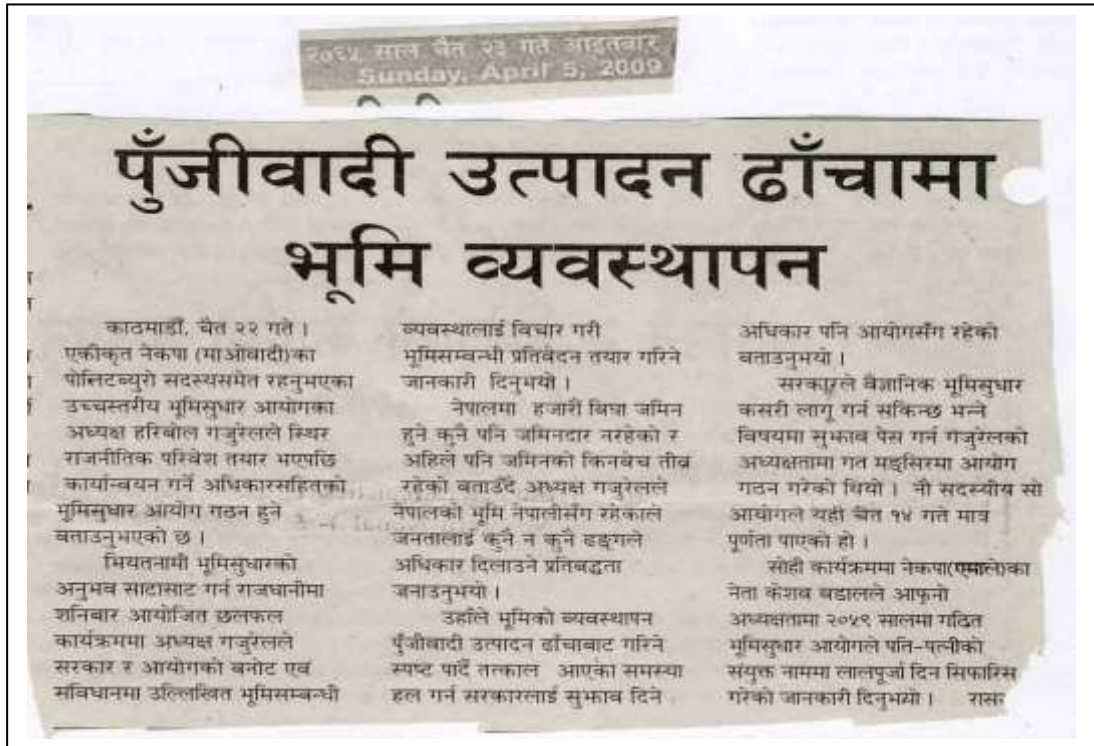 २०६५ साल चैत २३ गते आइतबार
Sunday, April 5, 2009
पुँजीवादी उत्पादन ढाँचामा
भूमि व्यवस्थापन
काठमाडौं, चैत २२ गते ।
एकीकृत नेकपा (माओवादी)का
पोलिटब्युरो सदस्यसमेत रहनुभएका
उच्चस्तरीय भूमिसुधार आयोगका
अध्यक्ष हरिबोल गजुरेलले स्थिर
राजनीतिक परिवेश तयार भएपछि
कार्यान्वयन गर्ने अधिकारसहितको
भूमिसुधार आयोग गठन हुने
बताउनुभएको छ ।
भियतनामी भूमिसुधारको
अनुभव साटासाट गर्न राजधानीमा
शनिबार आयोजित छलफल
कार्यक्रममा अध्यक्ष गजुरेलले
सरकार र आयोगको बनोट एवं
संविधानमा उल्लिखित भूमिसम्बन्धी
व्यवस्थालाई विचार गरी
भूमिसम्बन्धी प्रतिवेदन तयार गरिने
जानकारी दिनुभयो ।
नेपालमा हजारौं बिघा जमिन
हुने कुनै पनि जमिनदार नरहेको र
अहिले पनि जमिनको किनबेच तीव्र
रहेको बताउँदै अध्यक्ष गजुरेलले
नेपालको भूमि नेपालीसँग रहेकाले
जनतालाई कुनै न कुनै ढङ्गले
अधिकार दिलाउने प्रतिबद्धता
जनाउनुभयो ।
उहाँले भूमिको व्यवस्थापन
पुँजीवादी उत्पादन ढाँचाबाट गरिने
स्पष्ट पार्दै तत्काल आएका समस्या
हल गर्न सरकारलाई सुझाव दिने
अधिकार पनि आयोगसँग रहेको
बताउनुभयो ।
सरकारले वैज्ञानिक भूमिसुधार
कसरी लागू गर्न सकिन्छ भन्ने
विषयमा सुझाव पेस गर्न गजुरेलको
अध्यक्षतामा गत मङ्सिरमा आयोग
गठन गरेको थियो । नौ सदस्यीय सो
आयोगले यही चैत १४ गते मात्र
पूर्णता पाएको हो ।
सोही कार्यक्रममा नेकपा(एमाले)का
नेता केशव बडालले आफूनो
अध्यक्षतामा २०५९ सालमा गठित
भूमिसुधार आयोगले पति-पत्नीको
संयुक्त नाममा लालपूर्जा दिन सिफारिस
गरेको जानकारी दिनुभयो ।